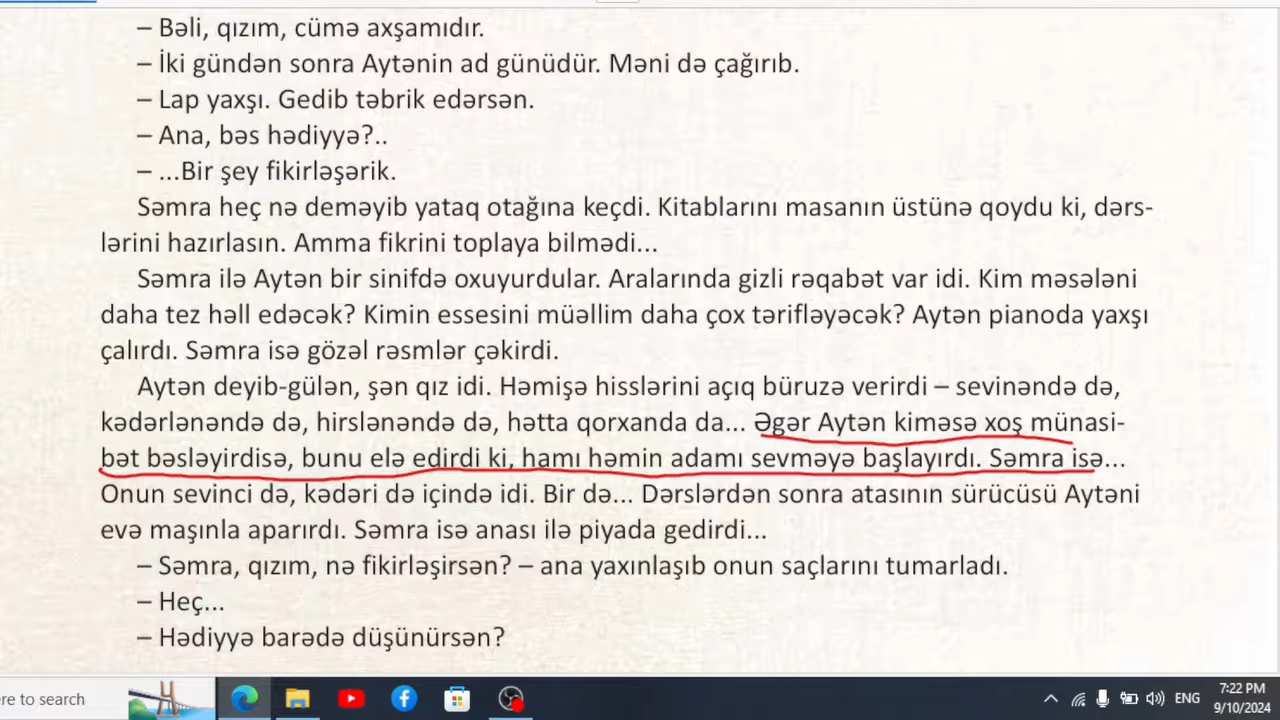 – Bəli, qızım, cümə axşamıdır.
– İki gündən sonra Aytənin ad günüdür. Məni də çağırıb.
– Lap yaxşı. Gedib təbrik edərsən.
– Ana, bəs hədiyyə?..
– ...Bir şey fikirləşərik.
Səmra heç nə deməyib yataq otağına keçdi. Kitablarını masanın üstünə qoydu ki, dərs-
lərini hazırlasın. Amma fikrini toplaya bilmədi...
Səmra ilə Aytən bir sinifdə oxuyurdular. Aralarında gizli rəqabət var idi. Kim məsələni
daha tez həll edəcək? Kimin essesini müəllim daha çox tərifləyəcək? Aytən pianoda yaxşı
çalırdı. Səmra isə gözəl rəsmlər çəkirdi.
Aytən deyib-gülən, şən qız idi. Həmişə hisslərini açıq büruzə verirdi – sevinəndə də,
kədərlənəndə də, hirslənəndə də, hətta qorxanda da... Əgər Aytən kiməsə xoş münasi-
bət bəsləyirdisə, bunu elə edirdi ki, hamı həmin adamı sevməyə başlayırdı. Səmra isə...
Onun sevinci də, kədəri də içində idi. Bir də... Dərslərdən sonra atasının sürücüsü Aytəni
evə maşınla aparırdı. Səmra isə anası ilə piyada gedirdi...
– Səmra, qızım, nə fikirləşirsən? – ana yaxınlaşıb onun saçlarını tumarladı.
– Heç...
– Hədiyyə barədə düşünürsən?
re to search
ENG
7:22 PM
9/10/2024